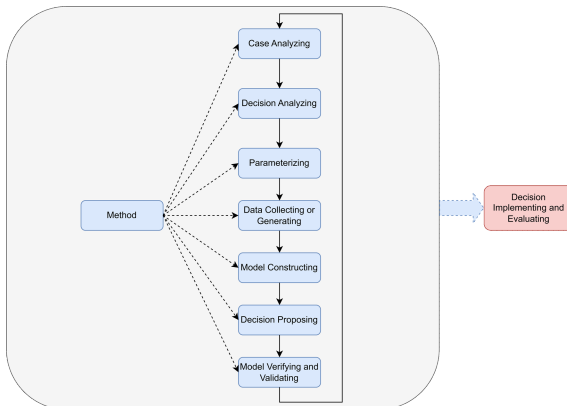 Case Analyzing
Decision Analyzing
Parameterizing
Method
Data Collecting or
Generating
Model Constructing
Decision Proposing
Model Verifying and
Validating
Decision
Implementing and
Evaluating